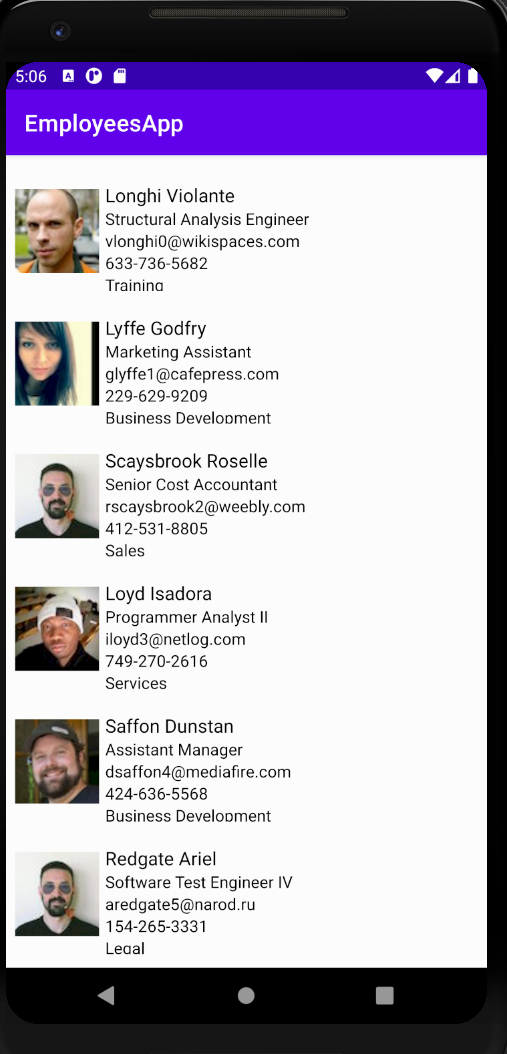 5:06
EmployeesApp
Longhi Violante
Structural Analysis Engineer
vlonghi0@wikispaces.com
633-736-5682
Training
Lyffe Godfry
Marketing Assistant
glyffe1@cafepress.com
229-629-9209
Business Development
Scaysbrook Roselle
Senior Cost Accountant
rscaysbrook2@weebly.com
412-531-8805
Sales
Loyd Isadora
Programmer Analyst II
iloyd3@netlog.com
749-270-2616
Services
Saffon Dunstan
Assistant Manager
dsaffon4@mediafire.com
424-636-5568
Business Development
Redgate Ariel
Software Test Engineer IV
aredgate5@narod.ru
154-265-3331
Legal